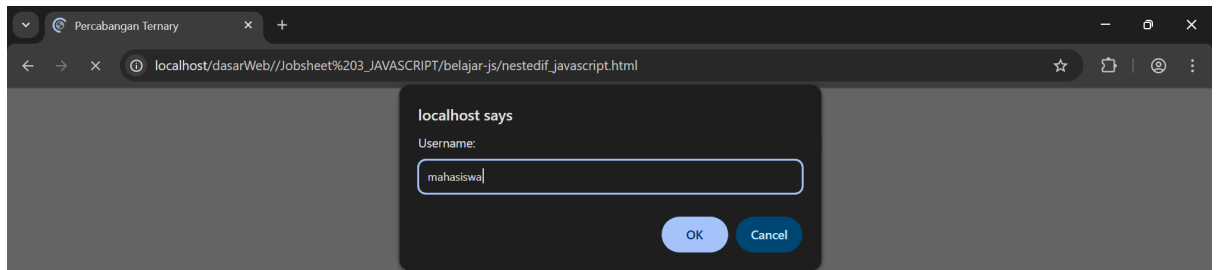 Percabangan Ternary
localhost/dasarWeb//Jobsheet%203_JAVASCRIPT/belajar-js/nestedif_javascript.html
localhost says
Username:
mahasiswa
OK Cancel